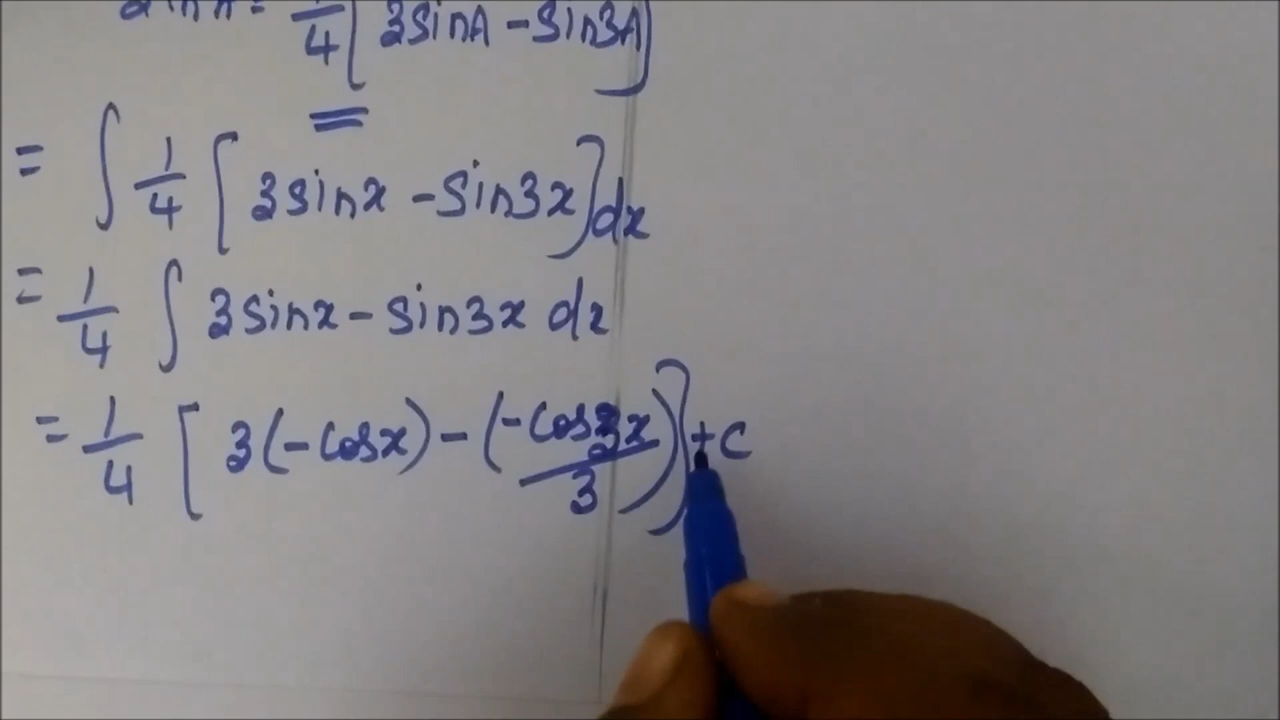 1/4 [3sinA - sin3A]
= ∫ 1/4 [3sinx - sin3x] dx
= 1/4 ∫ 3sinx - sin3x dx
= 1/4 [3(-cosx) - (-cos3x/3)] + c